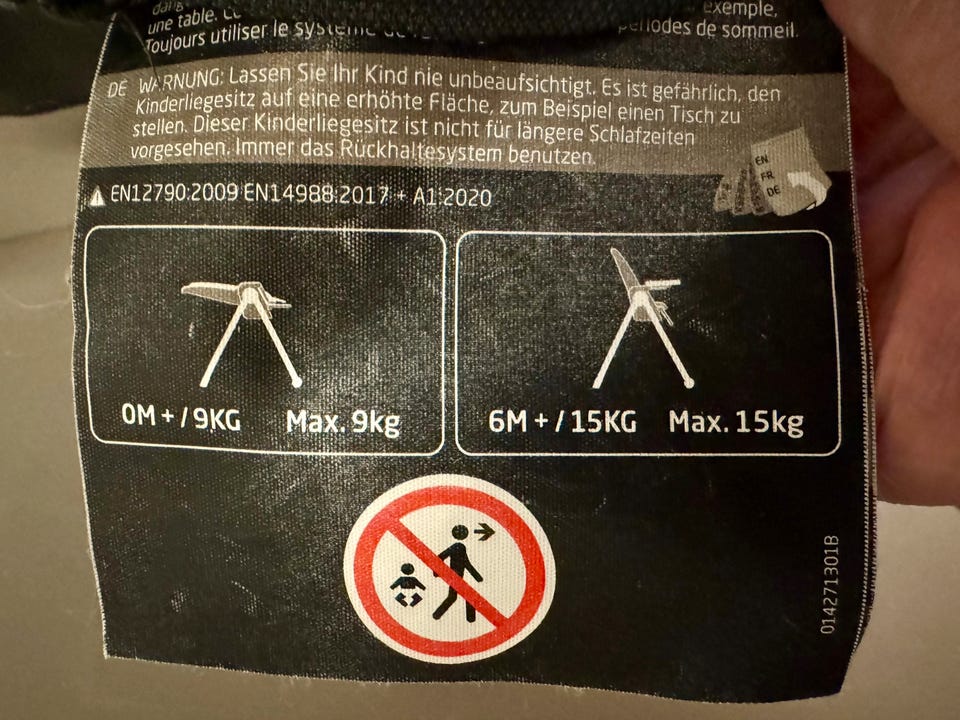 exemple,
une table.
Toujours utiliser le système
périodes de sommeil.
DE WARNUNG: Lassen Sie Ihr Kind nie unbeaufsichtigt. Es ist gefährlich, den
Kinderliegesitz auf eine erhöhte Fläche, zum Beispiel einen Tisch zu
stellen. Dieser Kinderliegesitz ist nicht für längere Schlafzeiten
vorgesehen. Immer das Rückhaltesystem benutzen.
EN
FR
DE
EN12790:2009 EN14988:2017 + A1:2020
0M + / 9KG Max. 9kg
6M + / 15KG Max. 15kg
014271301B